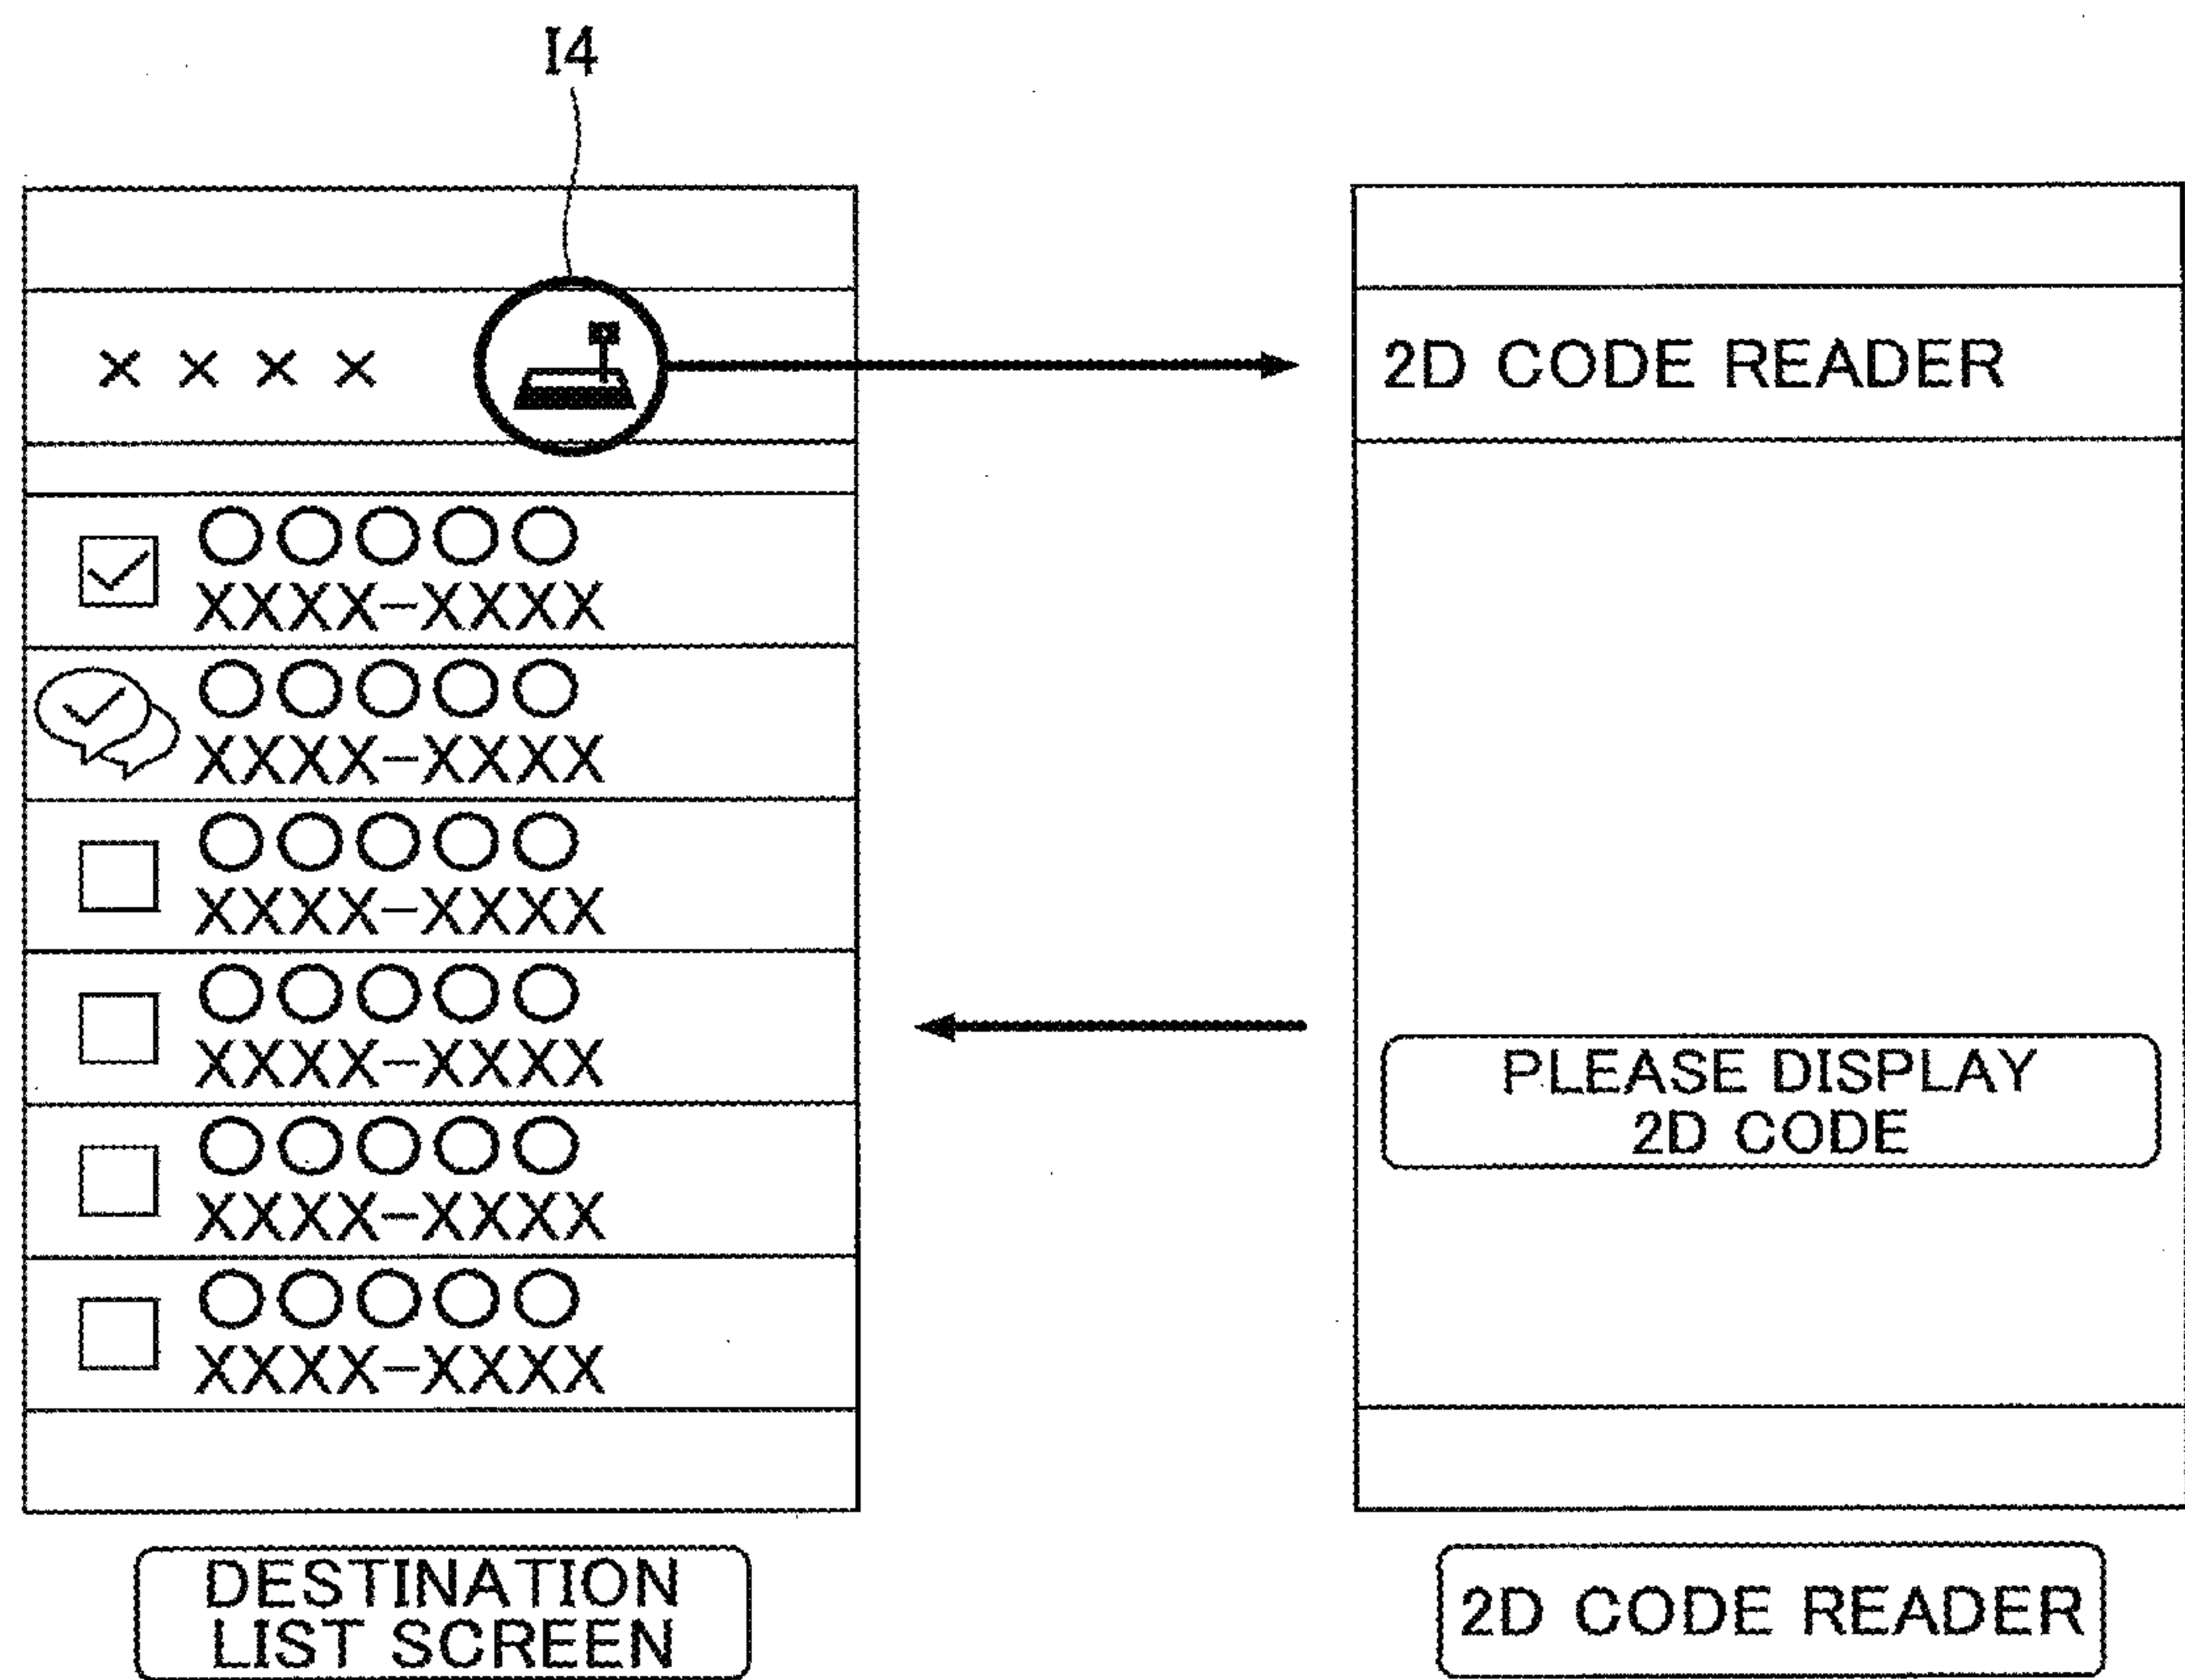 I4
× × × ×
○○○○○
XXXX-XXXX
○○○○○
XXXX-XXXX
○○○○○
XXXX-XXXX
○○○○○
XXXX-XXXX
○○○○○
XXXX-XXXX
○○○○○
XXXX-XXXX
DESTINATION
LIST SCREEN
2D CODE READER
PLEASE DISPLAY
2D CODE
2D CODE READER